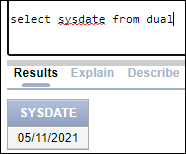 select sysdate from dual
Results Explain Describe
SYSDATE
05/11/2021